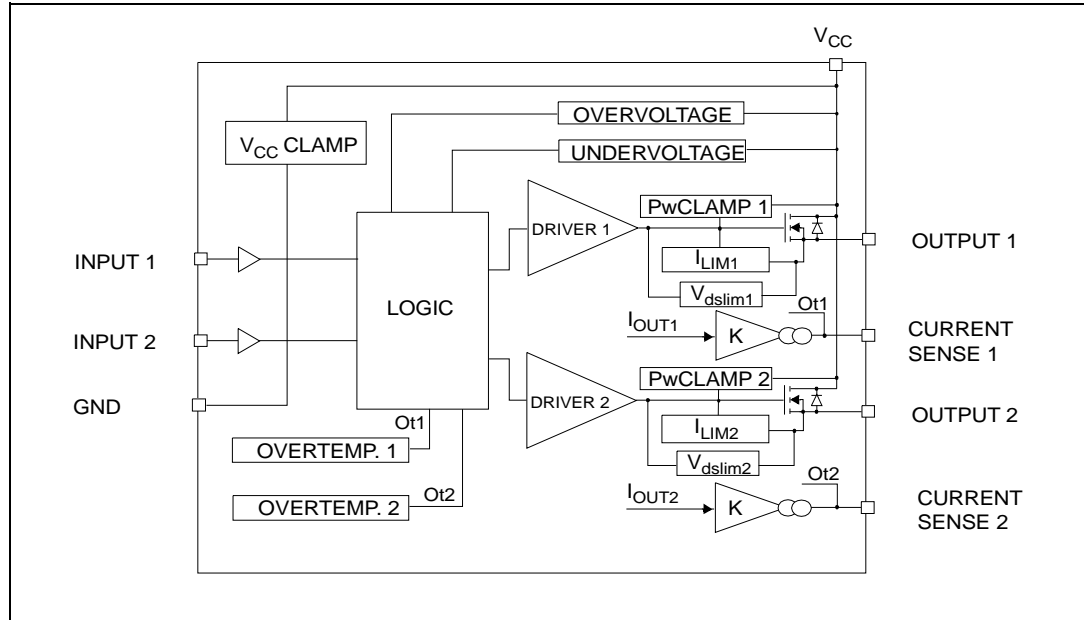 VCC
OVERVOLTAGE
VCC CLAMP
UNDERVOLTAGE
PwCLAMP 1
DRIVER 1
OUTPUT 1
INPUT 1
ILIM1
Vdslim1
LOGIC
Ot1
IOUT1
K
CURRENT
SENSE 1
INPUT 2
PwCLAMP 2
DRIVER 2
GND
OUTPUT 2
Ot1
ILIM2
OVERTEMP. 1
Vdslim2
Ot2
Ot2
IOUT2
OVERTEMP. 2
K
CURRENT
SENSE 2